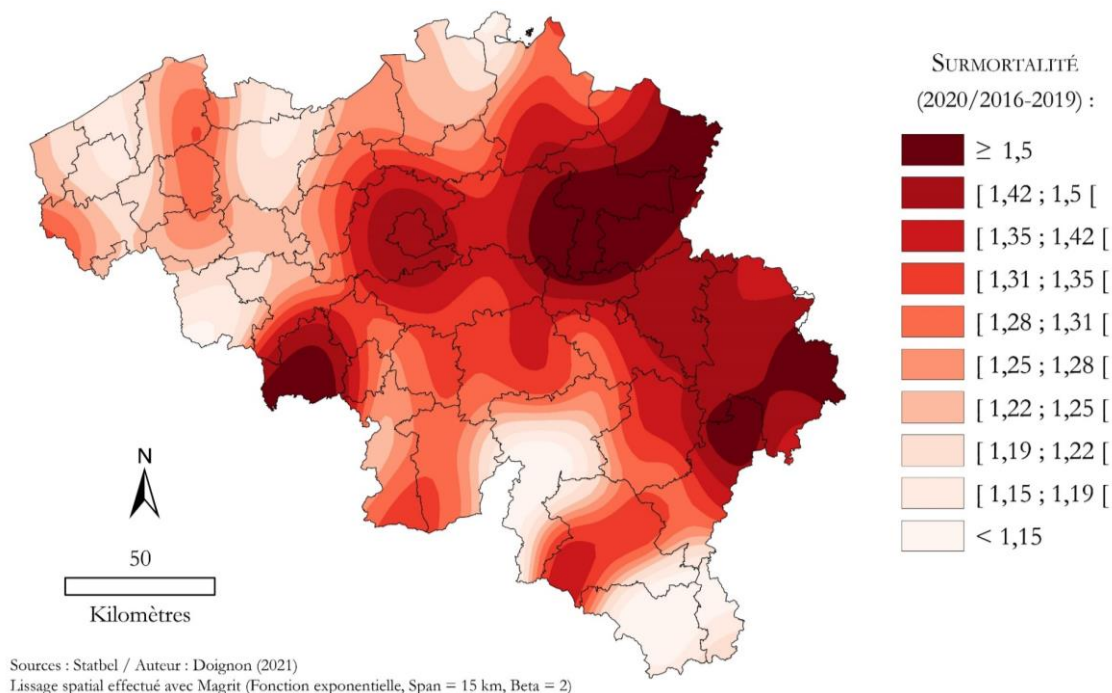 SURMORTALITÉ
(2020/2016-2019) :
≥ 1,5
[ 1,42 ; 1,5 [
[ 1,35 ; 1,42 [
[ 1,31 ; 1,35 [
[ 1,28 ; 1,31 [
[ 1,25 ; 1,28 [
[ 1,22 ; 1,25 [
[ 1,19 ; 1,22 [
[ 1,15 ; 1,19 [
< 1,15
N
50
Kilomètres
Sources : Statbel / Auteur : Doignon (2021)
Lissage spatial effectué avec Magrit (Fonction exponentielle, Span = 15 km, Beta = 2)